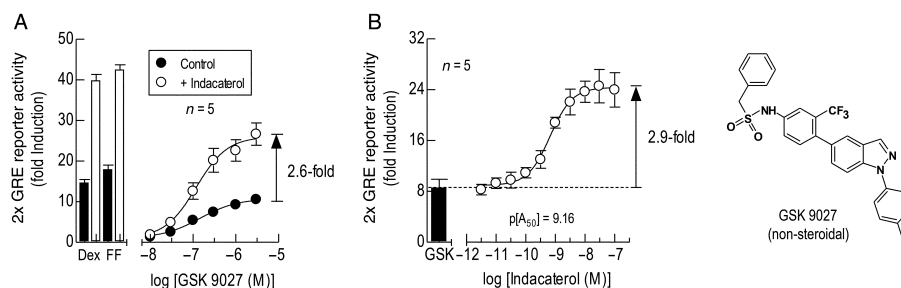 A
2x GRE reporter activity
(fold Induction)
50
40
30
20
10
0
Control
+ Indacaterol
n = 5
2.6-fold
Dex FF
−8 −7 −6 −5
log [GSK 9027 (M)]
B
2x GRE reporter activity
(fold Induction)
32
24
16
8
0
n = 5
2.9-fold
p[A50] = 9.16
GSK −12 −11 −10 −9 −8 −7
log [Indacaterol (M)]
O
S
O
NH
CF3
N
N
GSK 9027
(non-steroidal)